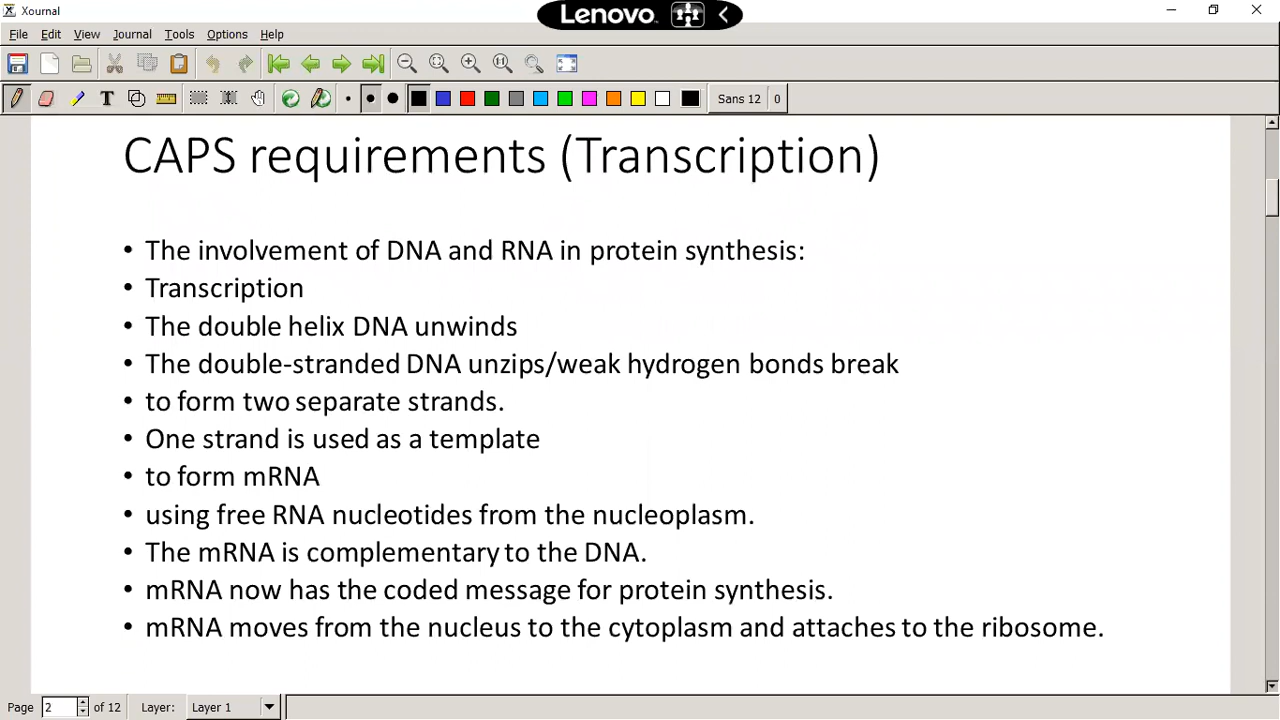 Xournal
Lenovo
File Edit View Journal Tools Options Help
Sans 12 0
CAPS requirements (Transcription)
• The involvement of DNA and RNA in protein synthesis:
• Transcription
• The double helix DNA unwinds
• The double-stranded DNA unzips/weak hydrogen bonds break
• to form two separate strands.
• One strand is used as a template
• to form mRNA
• using free RNA nucleotides from the nucleoplasm.
• The mRNA is complementary to the DNA.
• mRNA now has the coded message for protein synthesis.
• mRNA moves from the nucleus to the cytoplasm and attaches to the ribosome.
Page 2 of 12 Layer: Layer 1